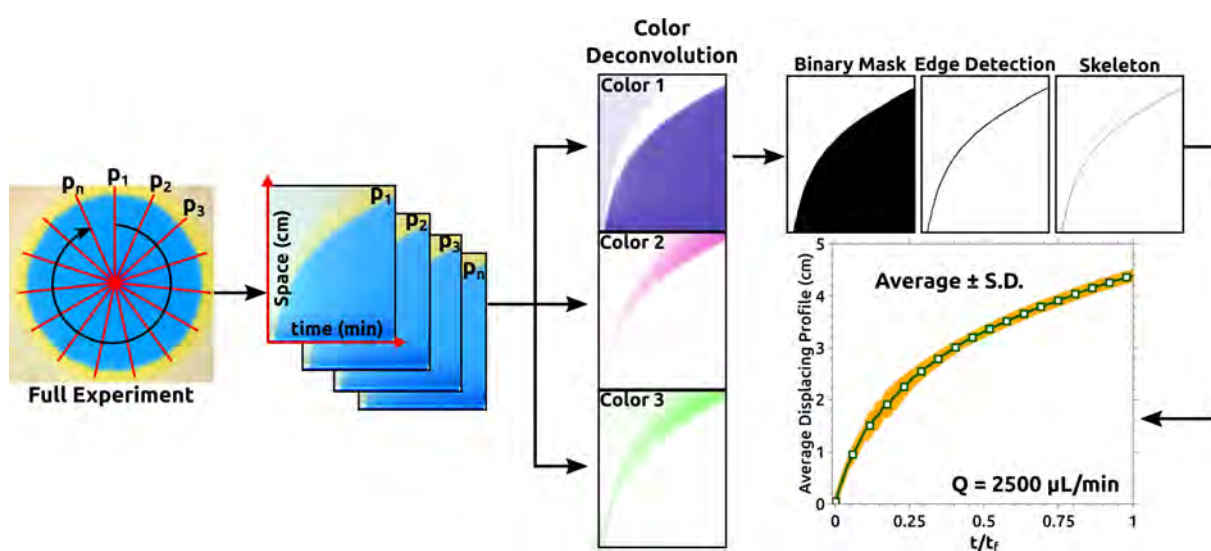 pn
p1
p2
p3
Full Experiment
Space (cm)
time (min)
p1
p2
p3
pn
Color
Deconvolution
Color 1
Color 2
Color 3
Binary Mask
Edge Detection
Skeleton
Average Displacing Profile (cm)
5
4
3
2
1
0
Average ± S.D.
Q = 2500 µL/min
0 0.25 0.5 0.75 1
t/tf